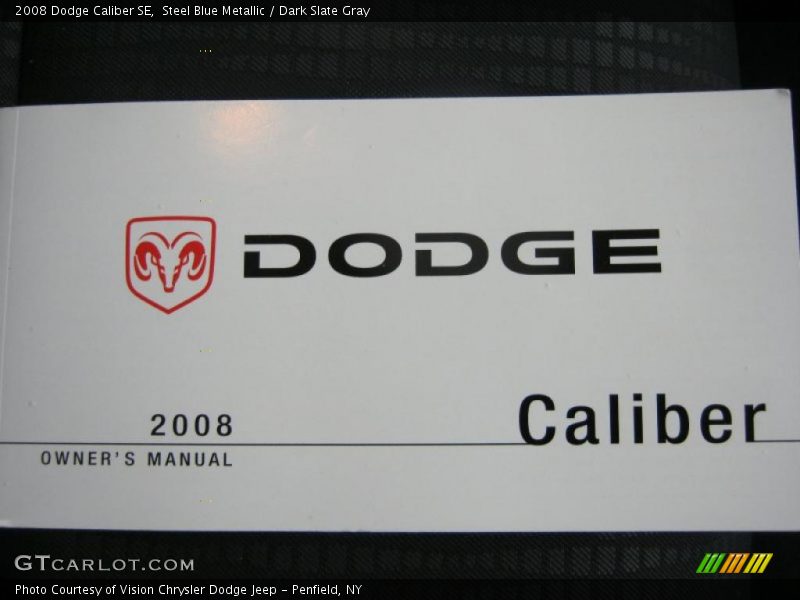 2008 Dodge Caliber SE,  Steel Blue Metallic / Dark Slate Gray
DODGE
2008
Caliber
OWNER'S MANUAL
GTCARLOT.COM
Photo Courtesy of Vision Chrysler Dodge Jeep - Penfield, NY